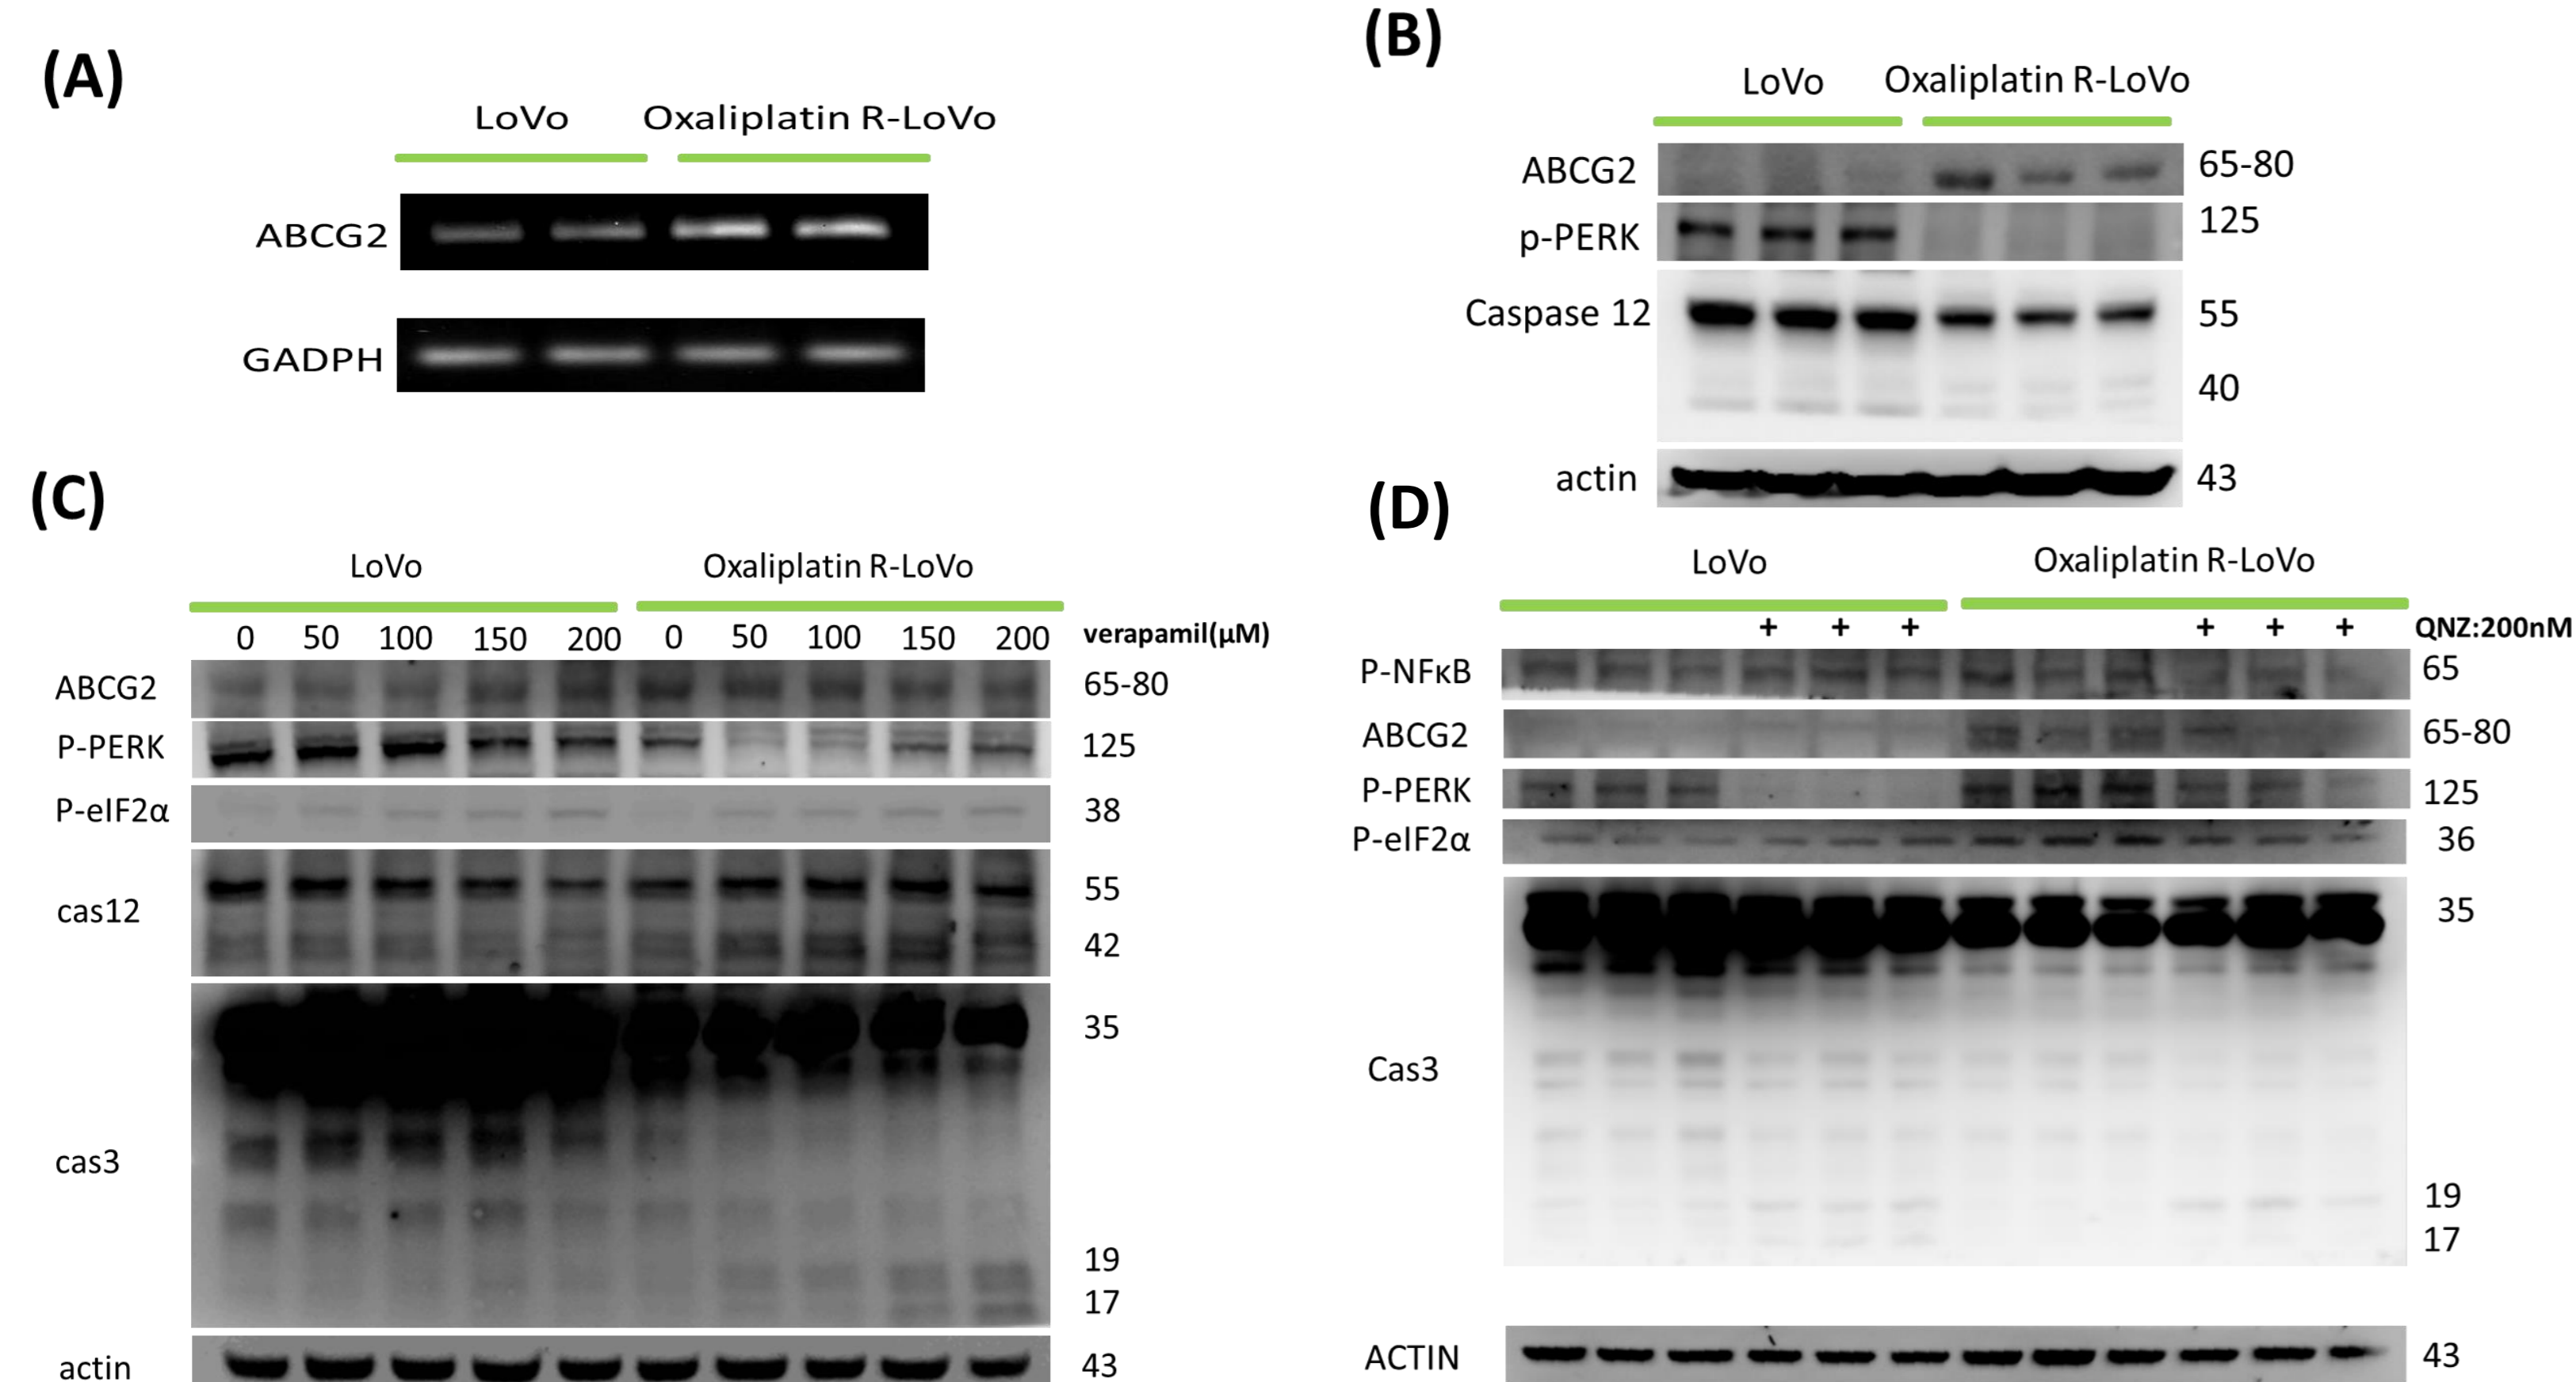 (A)
LoVo Oxaliplatin R-LoVo
ABCG2
GADPH
(B)
LoVo Oxaliplatin R-LoVo
ABCG2 65-80
p-PERK 125
Caspase 12 55
40
actin 43
(C)
LoVo Oxaliplatin R-LoVo
0 50 100 150 200 0 50 100 150 200 verapamil(μM)
ABCG2 65-80
P-PERK 125
P-eIF2α 38
cas12 55
42
cas3 35
19
17
actin 43
(D)
LoVo Oxaliplatin R-LoVo
+ + + + + + QNZ:200nM
P-NFκB 65
ABCG2 65-80
P-PERK 125
P-eIF2α 36
Cas3 35
19
17
ACTIN 43